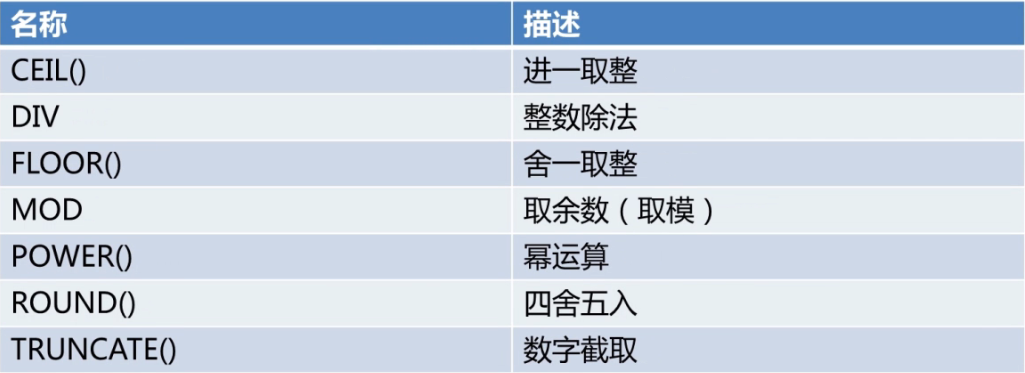 名称 描述
CEIL() 进一取整
DIV 整数除法
FLOOR() 舍一取整
MOD 取余数（取模）
POWER() 幂运算
ROUND() 四舍五入
TRUNCATE() 数字截取